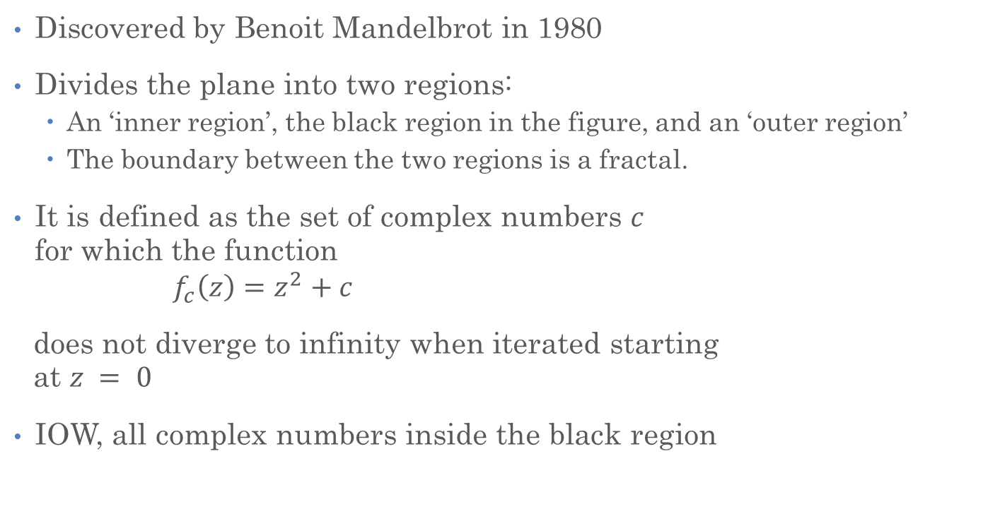 • Discovered by Benoit Mandelbrot in 1980
• Divides the plane into two regions:
• An ‘inner region’, the black region in the figure, and an ‘outer region’
• The boundary between the two regions is a fractal.
• It is defined as the set of complex numbers c
for which the function
f_c(z) = z² + c
does not diverge to infinity when iterated starting
at z = 0
• IOW, all complex numbers inside the black region